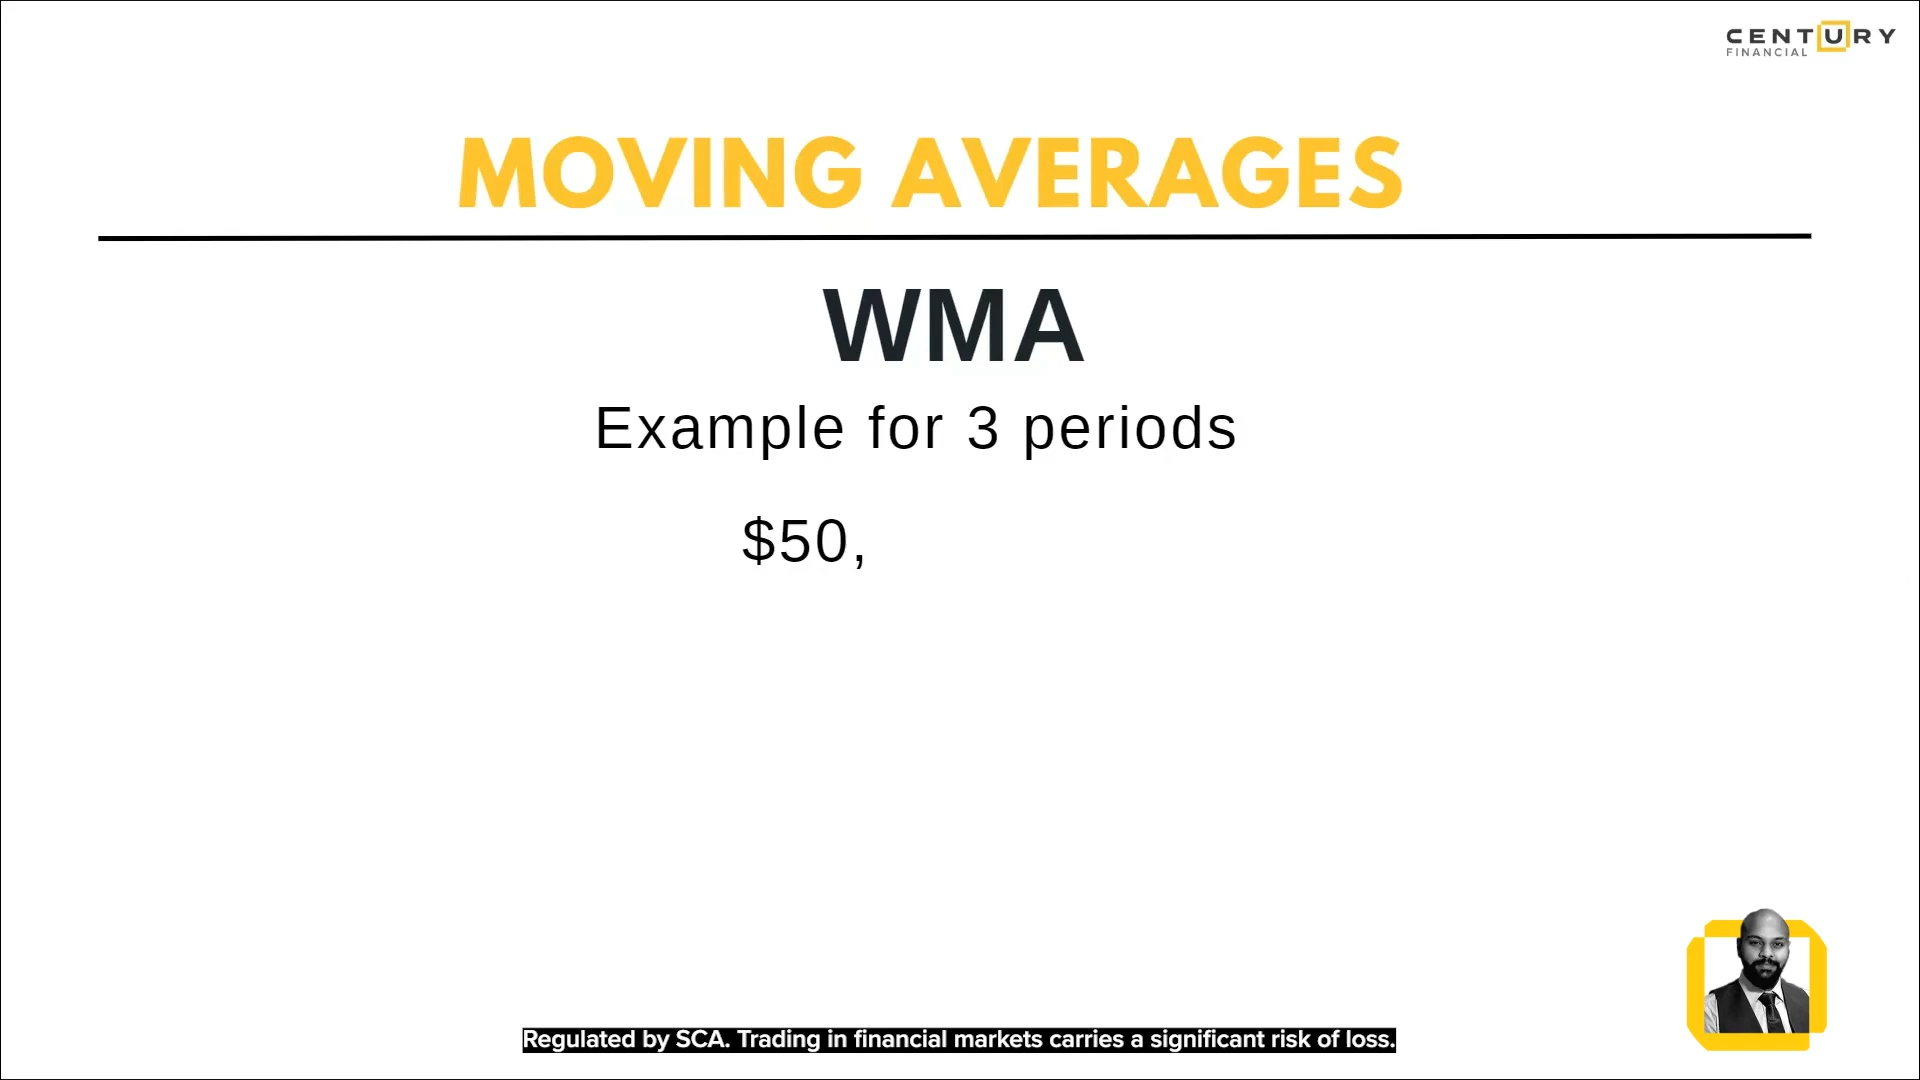 CENTURY
FINANCIAL
MOVING AVERAGES
WMA
Example for 3 periods
$50,
Regulated by SCA. Trading in financial markets carries a significant risk of loss.